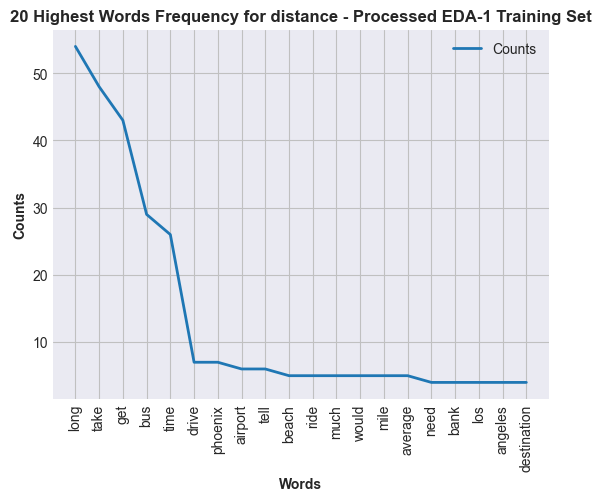 20 Highest Words Frequency for distance - Processed EDA-1 Training Set
Counts
50
40
30
20
10
Counts
long
take
get
bus
time
drive
phoenix
airport
tell
beach
ride
much
would
mile
average
need
bank
los
angeles
destination
Words